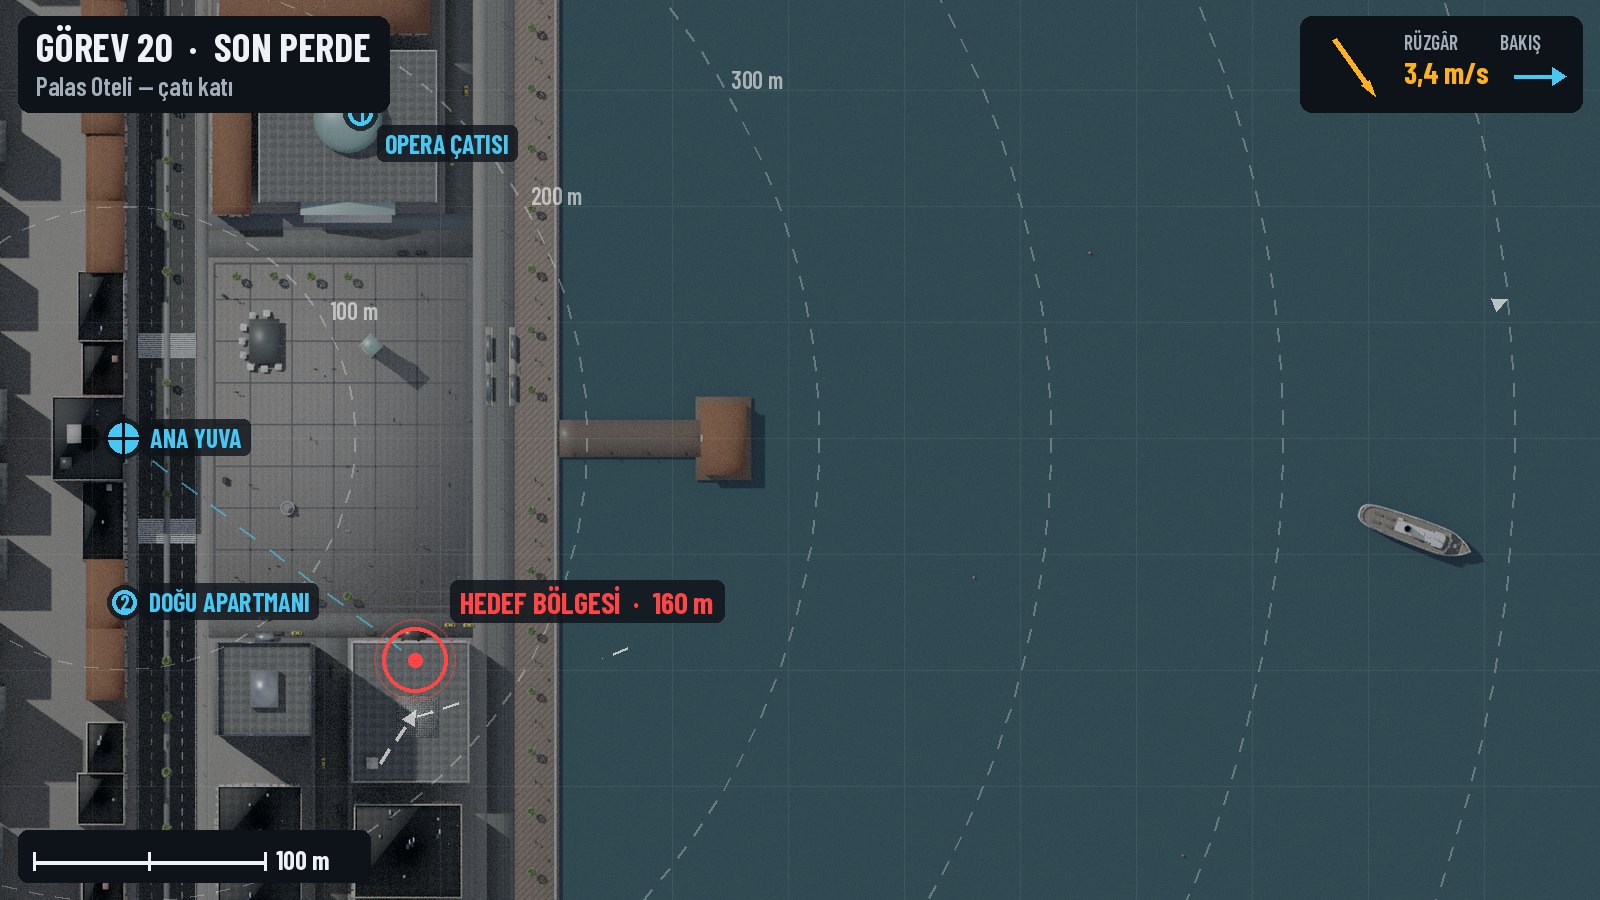 GÖREV 20 · SON PERDE
Palas Oteli — çatı katı
RÜZGÂR
BAKIŞ
3,4 m/s
300 m
OPERA ÇATISI
200 m
100 m
ANA YUVA
2
DOĞU APARTMANI
HEDEF BÖLGESİ · 160 m
100 m